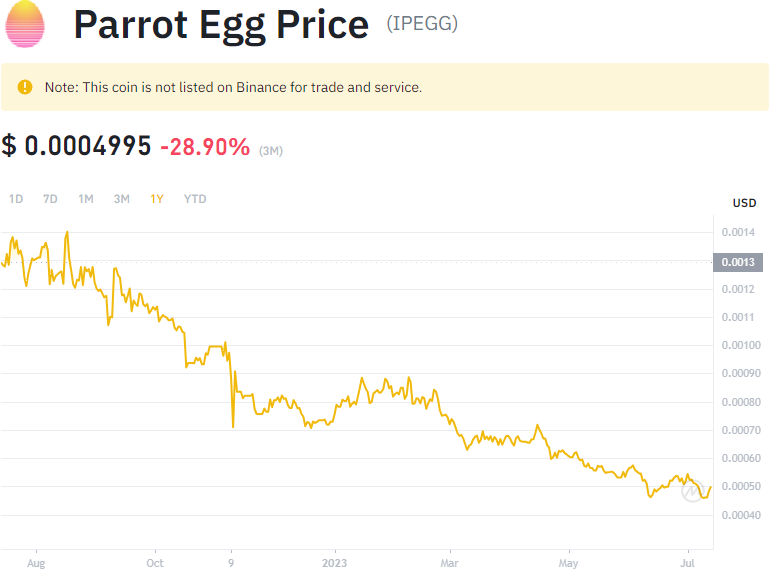 Parrot Egg Price (IPEGG)
Note: This coin is not listed on Binance for trade and service.
$ 0.0004995 -28.90% (3M)
1D 7D 1M 3M 1Y YTD
USD
0.0014
0.0013
0.0012
0.0011
0.00100
0.00090
0.00080
0.00070
0.00060
0.00050
0.00040
Aug Oct 9 2023 Mar May Jul